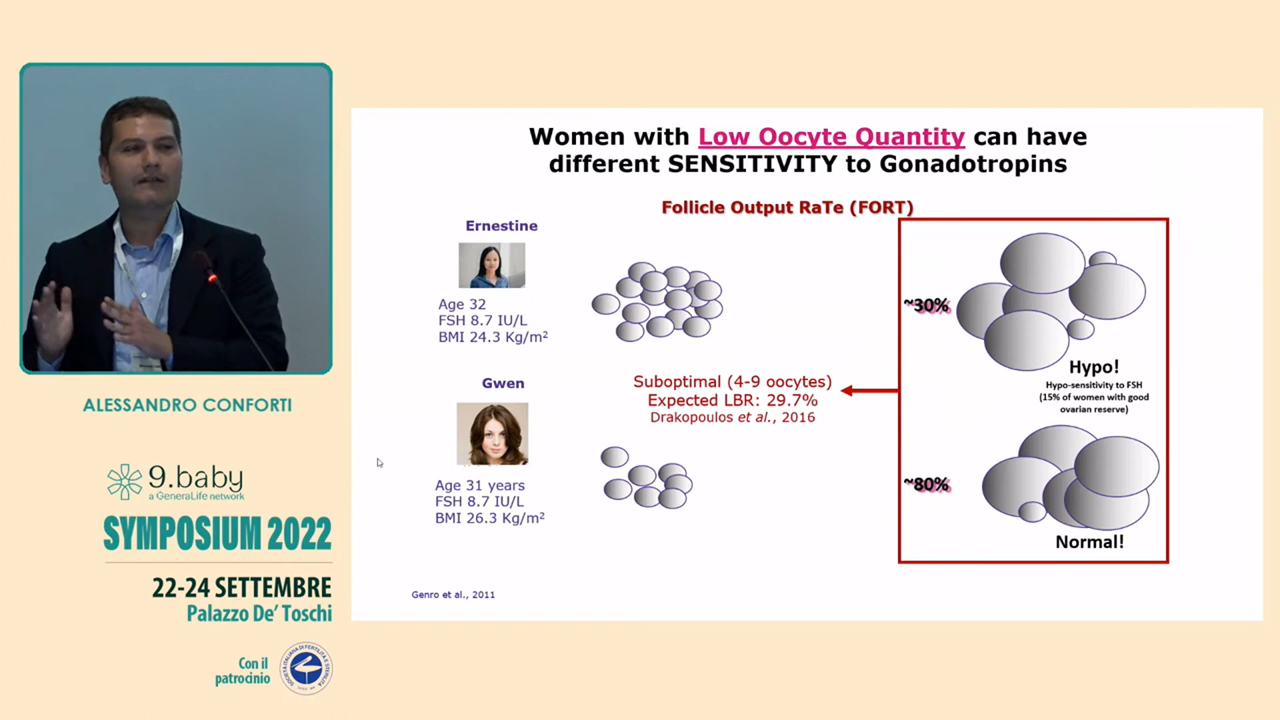 Women with Low Oocyte Quantity can have
different SENSITIVITY to Gonadotropins
Follicle Output RaTe (FORT)
Ernestine
Age 32
FSH 8.7 IU/L
BMI 24.3 Kg/m²
Gwen
Age 31 years
FSH 8.7 IU/L
BMI 26.3 Kg/m²
Suboptimal (4-9 oocytes)
Expected LBR: 29.7%
Drakopoulos et al., 2016
~30%
Hypo!
Hypo-sensitivity to FSH
(15% of women with good
ovarian reserve)
~80%
Normal!
Genro et al., 2011
ALESSANDRO CONFORTI
9.baby
a GeneraLife network
SYMPOSIUM 2022
22-24 SETTEMBRE
Palazzo De' Toschi
Con il
patrocinio